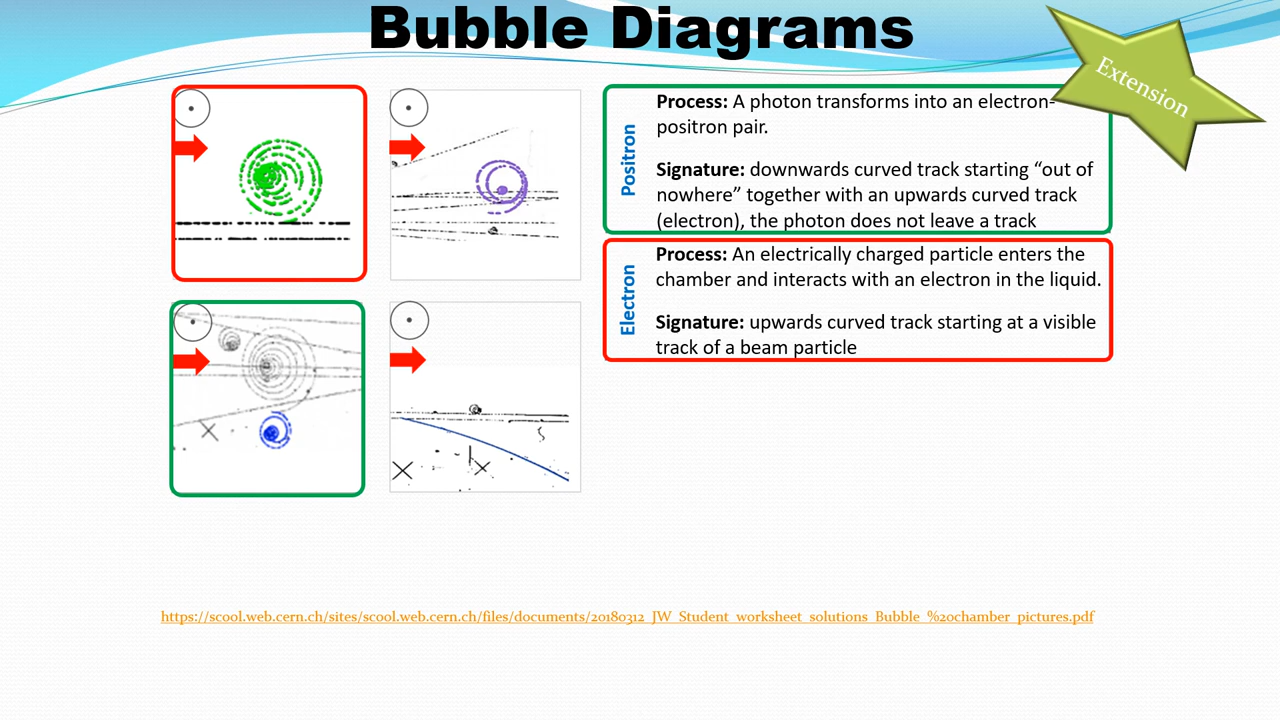 Bubble Diagrams
Extension
Positron
Process: A photon transforms into an electron-
positron pair.
Signature: downwards curved track starting “out of
nowhere” together with an upwards curved track
(electron), the photon does not leave a track
Electron
Process: An electrically charged particle enters the
chamber and interacts with an electron in the liquid.
Signature: upwards curved track starting at a visible
track of a beam particle
https://scool.web.cern.ch/sites/scool.web.cern.ch/files/documents/20180312_JW_Student_worksheet_solutions_Bubble_%20chamber_pictures.pdf